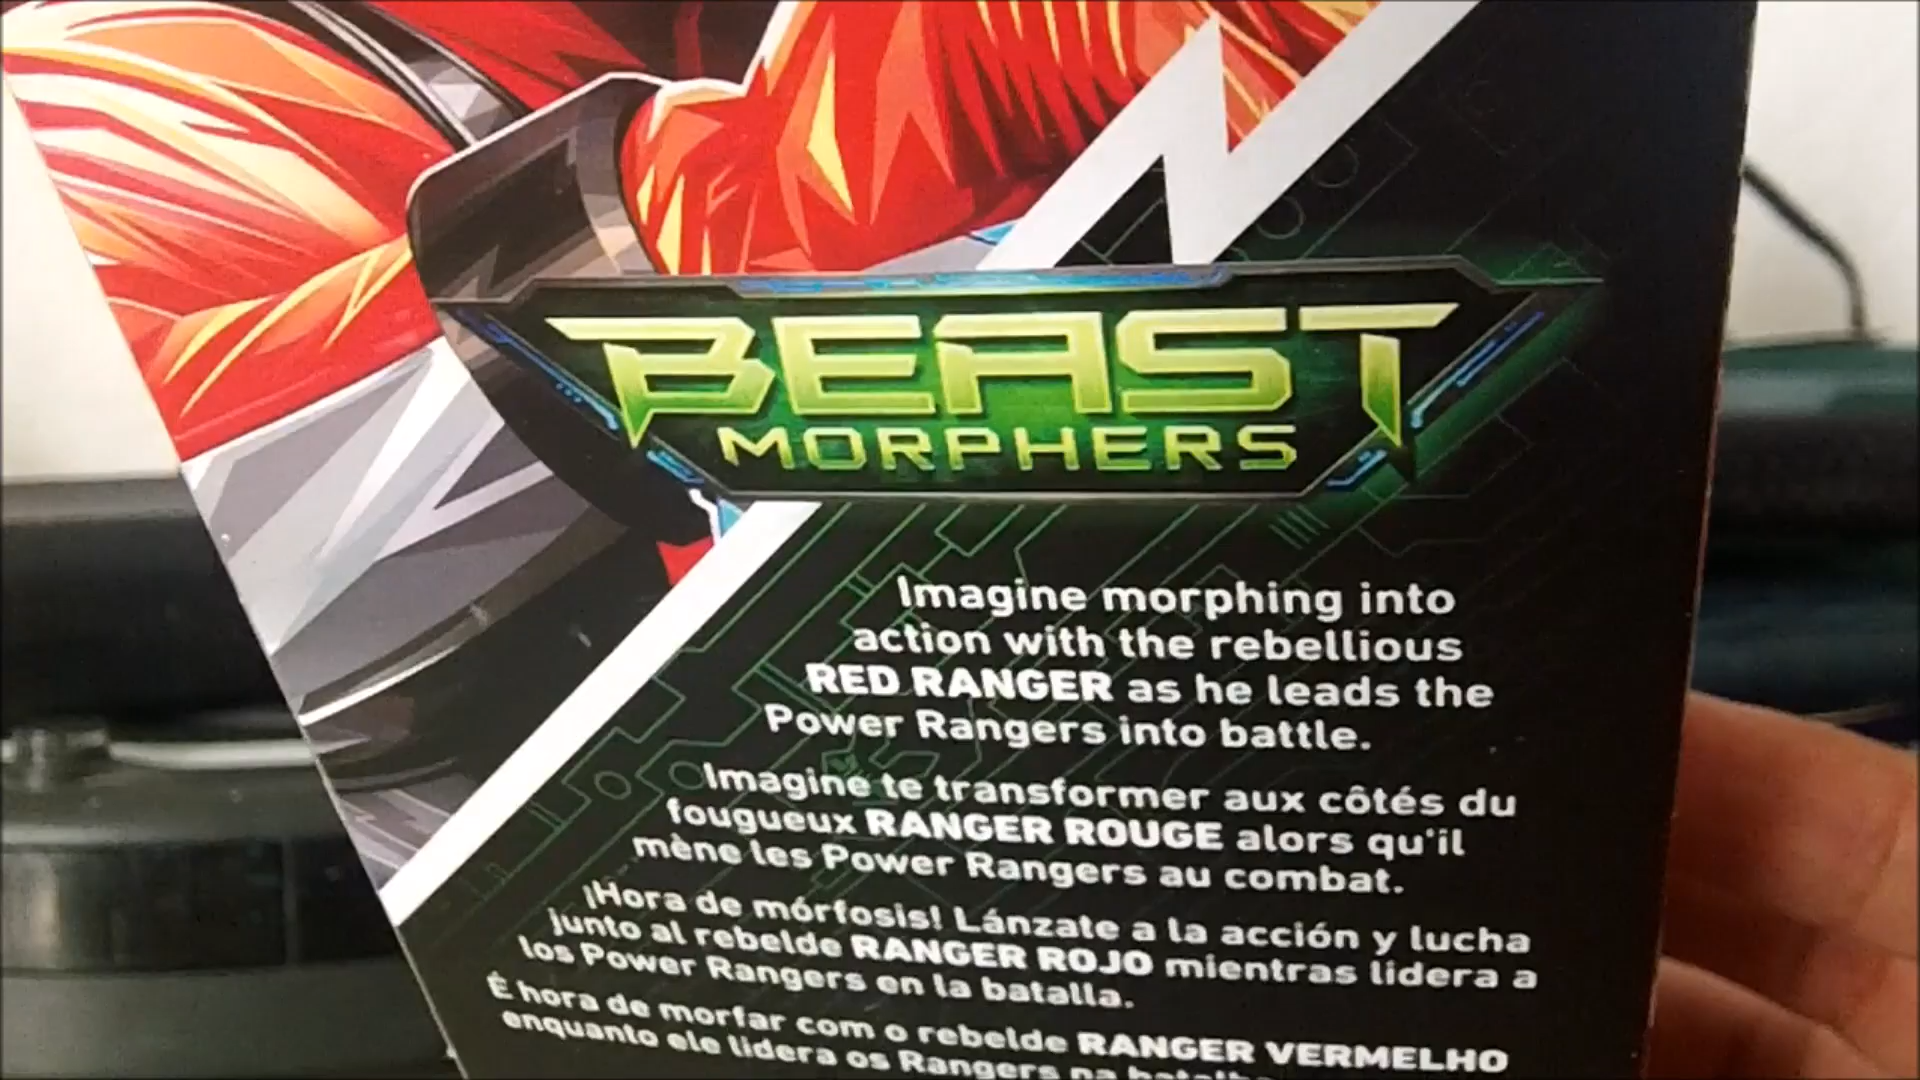 BEAST
MORPHERS
Imagine morphing into
action with the rebellious
RED RANGER as he leads the
Power Rangers into battle.
Imagine te transformer aux côtés du
fougueux RANGER ROUGE alors qu'il
mène les Power Rangers au combat.
¡Hora de mórfosis! Lánzate a la acción y lucha
junto al rebelde RANGER ROJO mientras lidera a
los Power Rangers en la batalla.
É hora de morfar com o rebelde RANGER VERMELHO
enquanto ele lidera os Rangers na